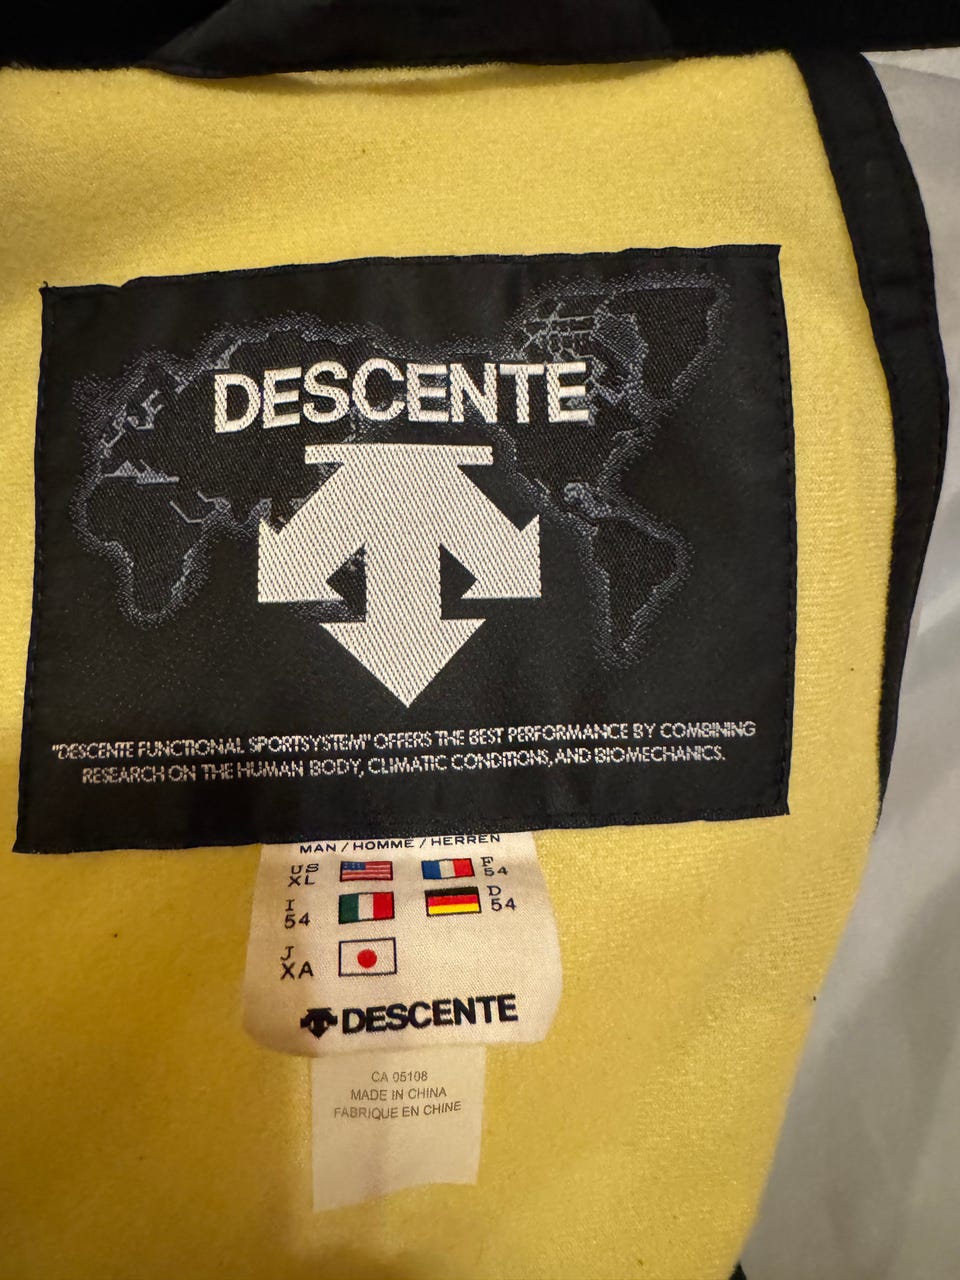 DESCENTE
"DESCENTE FUNCTIONAL SPORTSYSTEM" OFFERS THE BEST PERFORMANCE BY COMBINING
RESEARCH ON THE HUMAN BODY, CLIMATIC CONDITIONS, AND BIOMECHANICS.
MAN / HOMME / HERREN
US XL F 54
I 54 D 54
J XA
DESCENTE
CA 05108
MADE IN CHINA
FABRIQUE EN CHINE